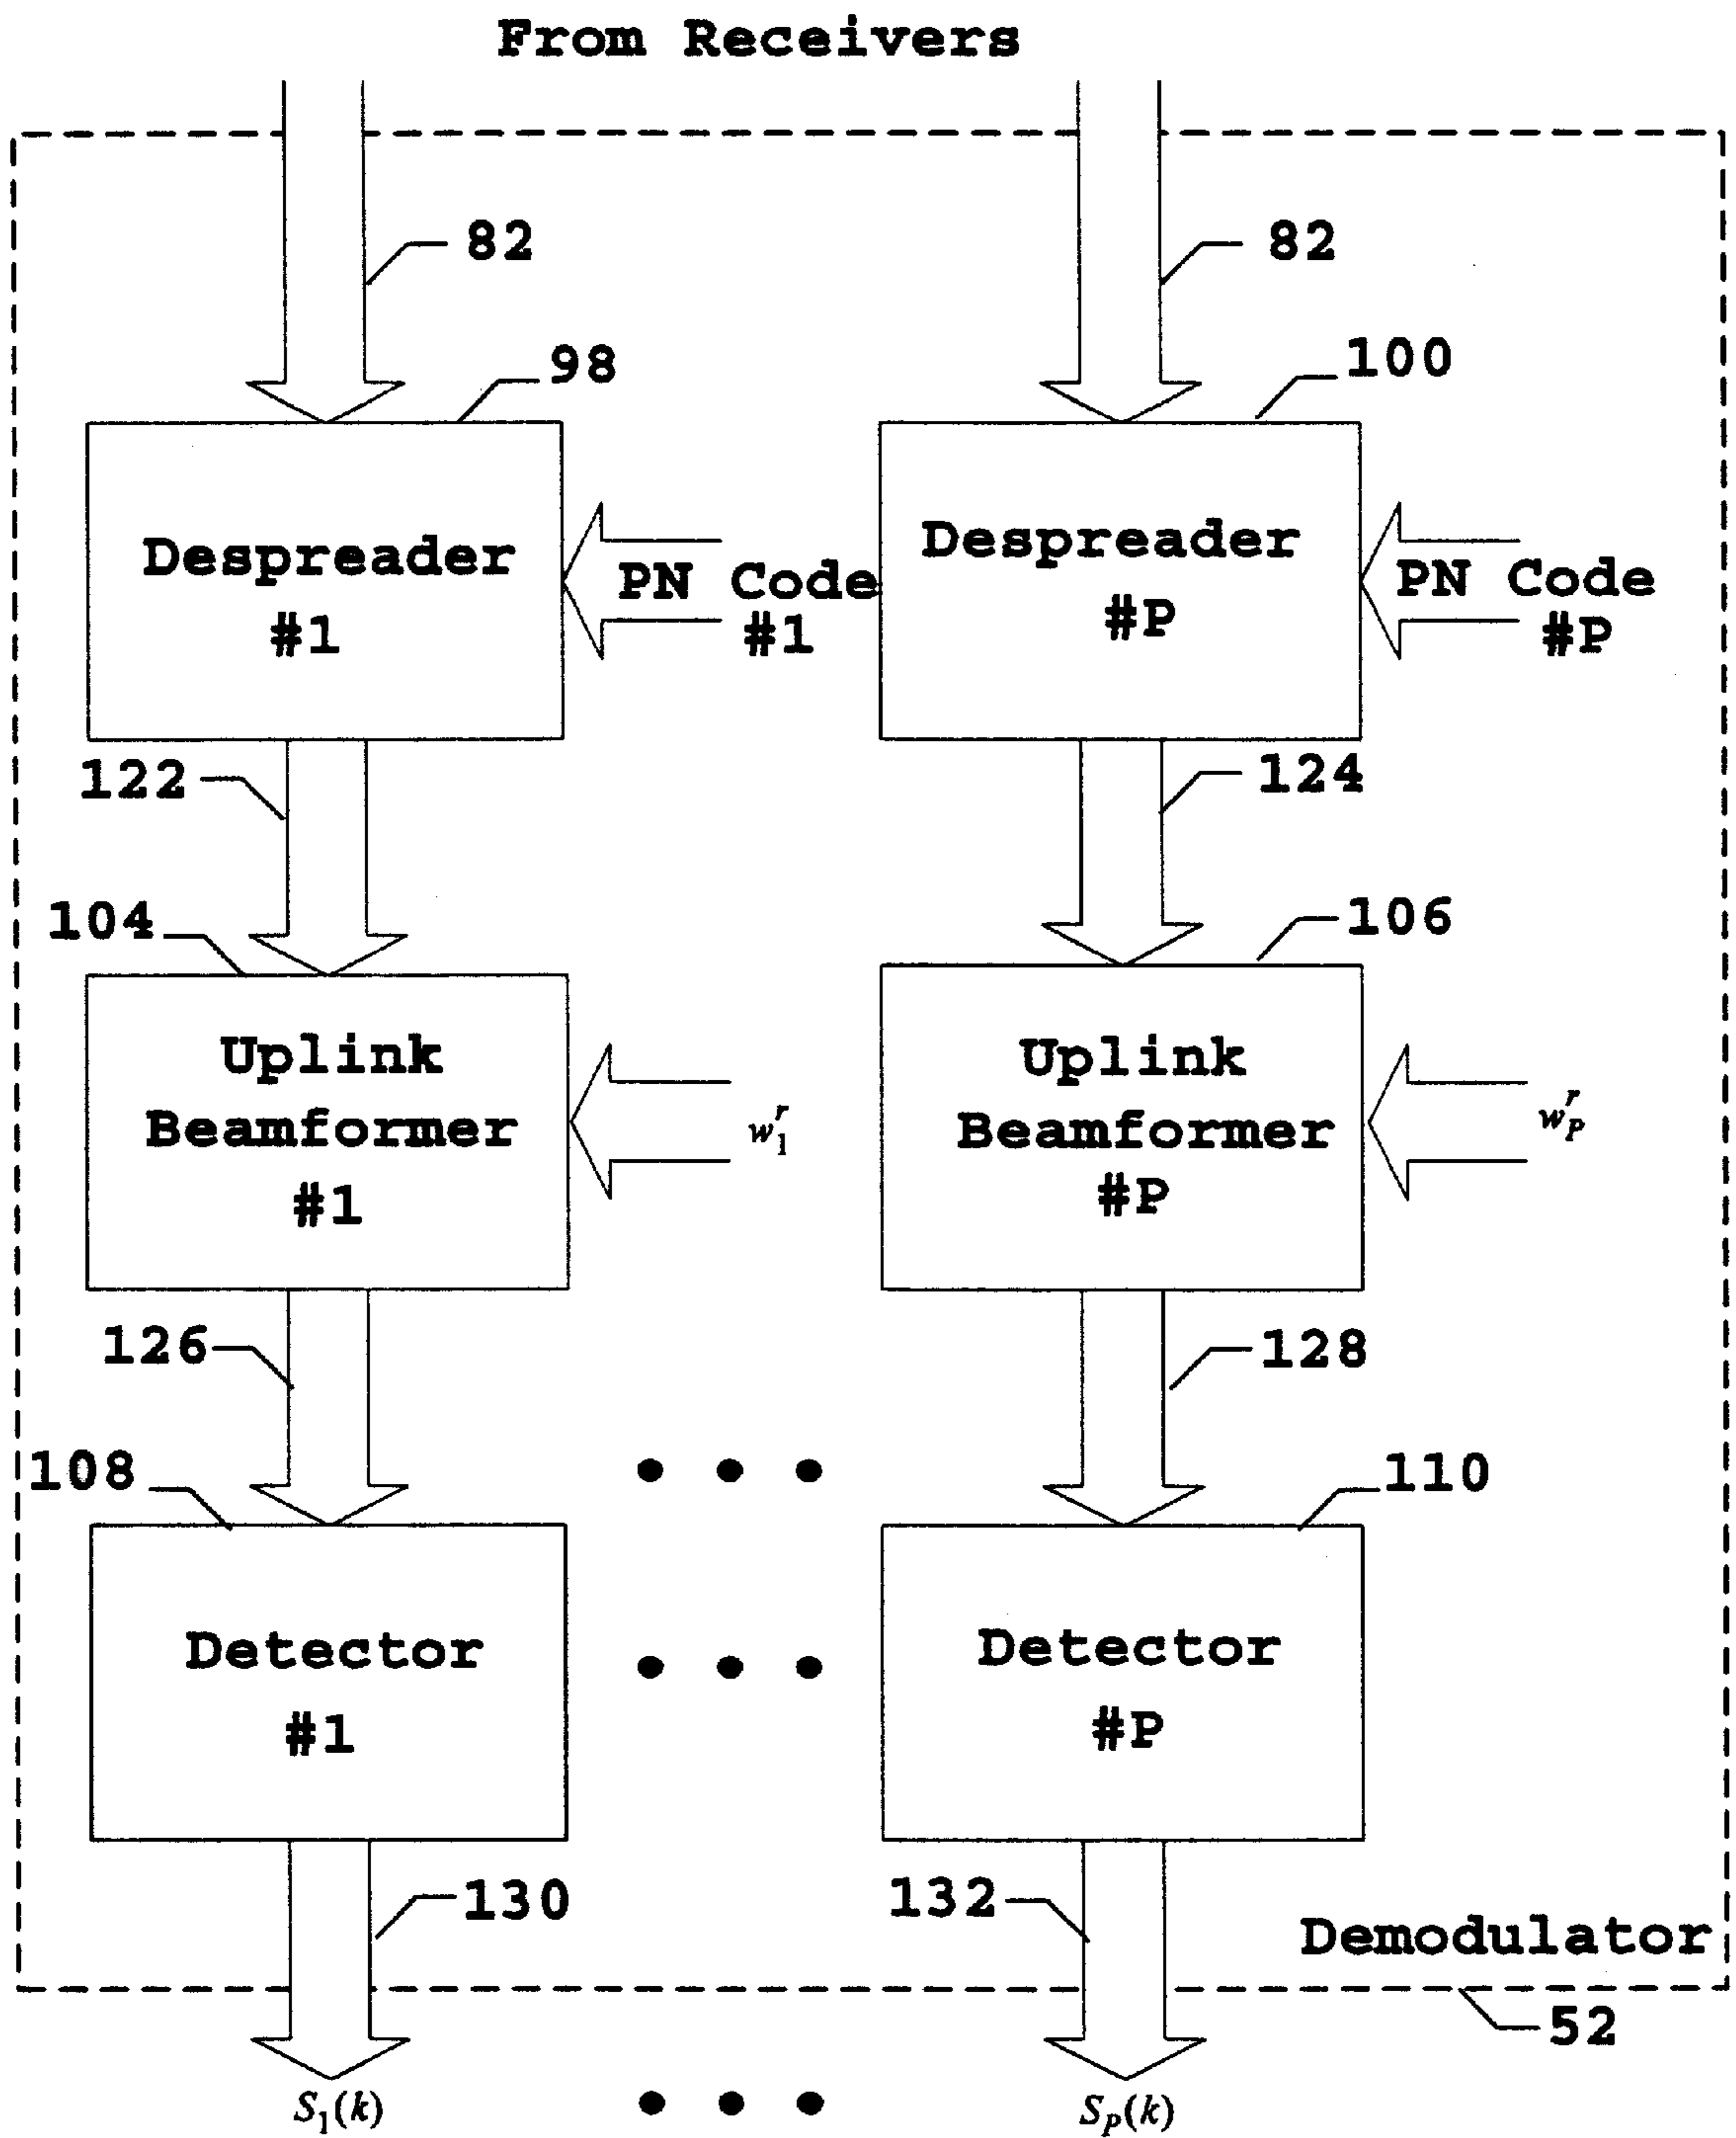 From Receivers
82
82
98
100
Despreader
#1
PN Code
#1
Despreader
#P
PN Code
#P
122
124
104
106
Uplink
Beamformer
#1
w_1^r
Uplink
Beamformer
#P
w_P^r
126
128
108
110
Detector
#1
Detector
#P
130
132
Demodulator
52
S_1(k)
S_P(k)